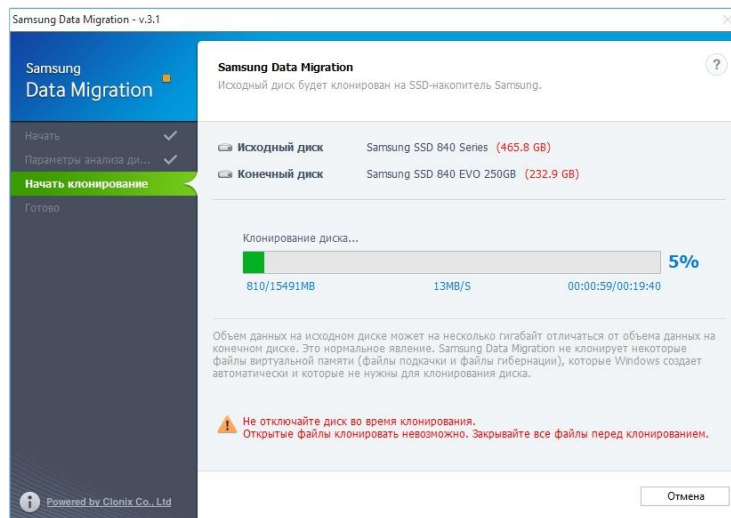 Samsung Data Migration - v.3.1
Samsung
Data Migration
Samsung Data Migration
Исходный диск будет клонирован на SSD-накопитель Samsung.
?
Начать
Параметры анализа ди...
Начать клонирование
Готово
Исходный диск Samsung SSD 840 Series (465.8 GB)
Конечный диск Samsung SSD 840 EVO 250GB (232.9 GB)
Клонирование диска...
5%
810/15491MB 13MB/S 00:00:59/00:19:40
Объем данных на исходном диске может на несколько гигабайт отличаться от объема данных на
конечном диске. Это нормальное явление. Samsung Data Migration не клонирует некоторые
файлы виртуальной памяти (файлы подкачки и файлы гибернации), которые Windows создает
автоматически и которые не нужны для клонирования диска.
Не отключайте диск во время клонирования.
Открытые файлы клонировать невозможно. Закрывайте все файлы перед клонированием.
Powered by Clonix Co., Ltd
Отмена